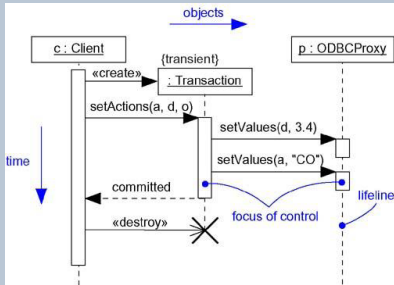 objects
c : Client
{transient}
p : ODBCProxy
«create»
: Transaction
setActions(a, d, o)
setValues(d, 3.4)
time
setValues(a, "CO")
committed
focus of control
lifeline
«destroy»